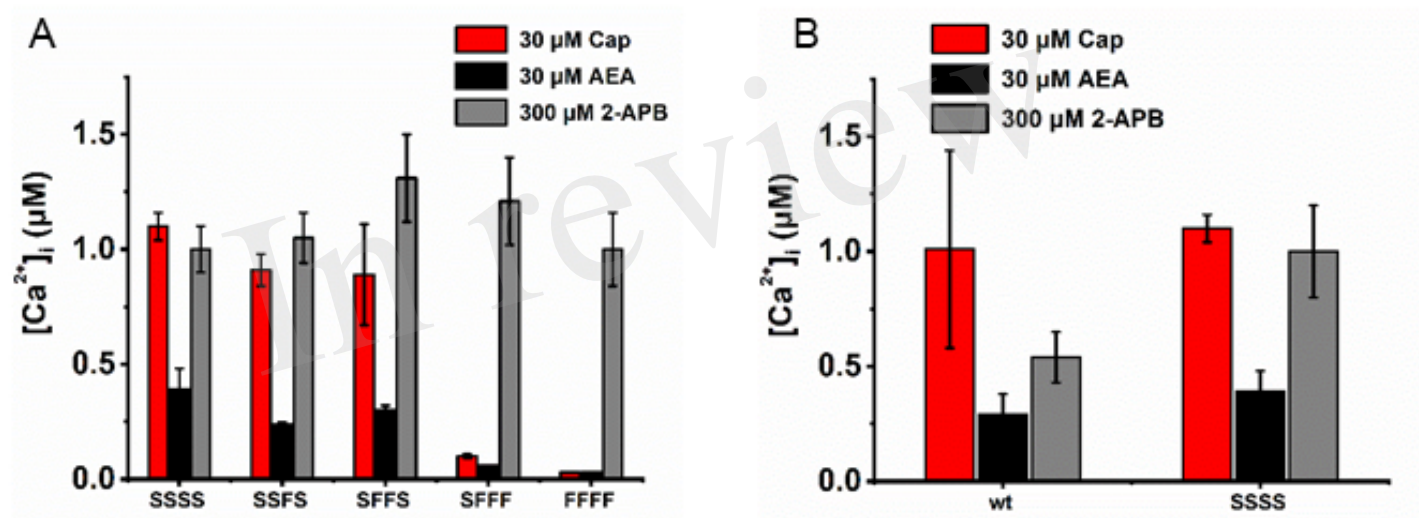 A
30 µM Cap
30 µM AEA
300 µM 2-APB
[Ca²⁺]ᵢ (µM)
1.5
1.0
0.5
0.0
SSSS SSFS SFFS SFFF FFFF
B
30 µM Cap
30 µM AEA
300 µM 2-APB
[Ca²⁺]ᵢ (µM)
1.5
1.0
0.5
0.0
wt SSSS
In review